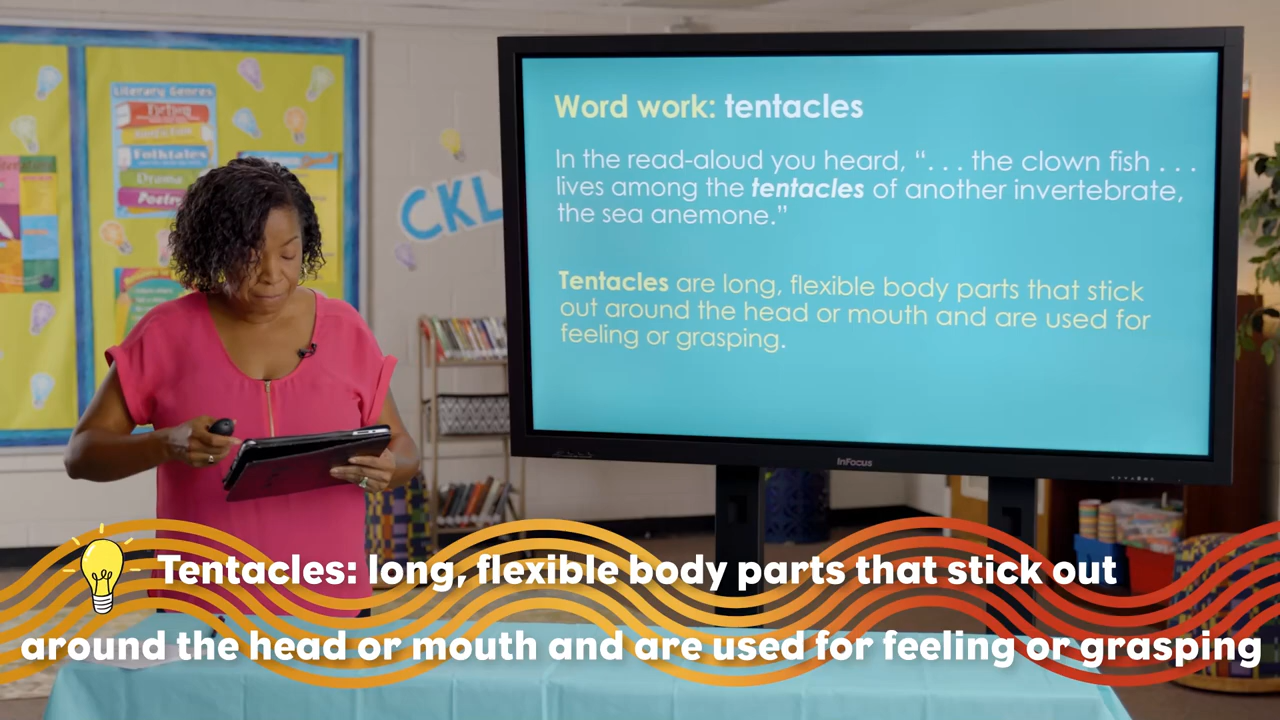 Literary Genres
Fiction
Folktales
Drama
Poetry
CKL
Word work: tentacles
In the read-aloud you heard, “. . . the clown fish . . .
lives among the tentacles of another invertebrate,
the sea anemone.”
Tentacles are long, flexible body parts that stick
out around the head or mouth and are used for
feeling or grasping.
InFocus
Tentacles: long, flexible body parts that stick out
around the head or mouth and are used for feeling or grasping